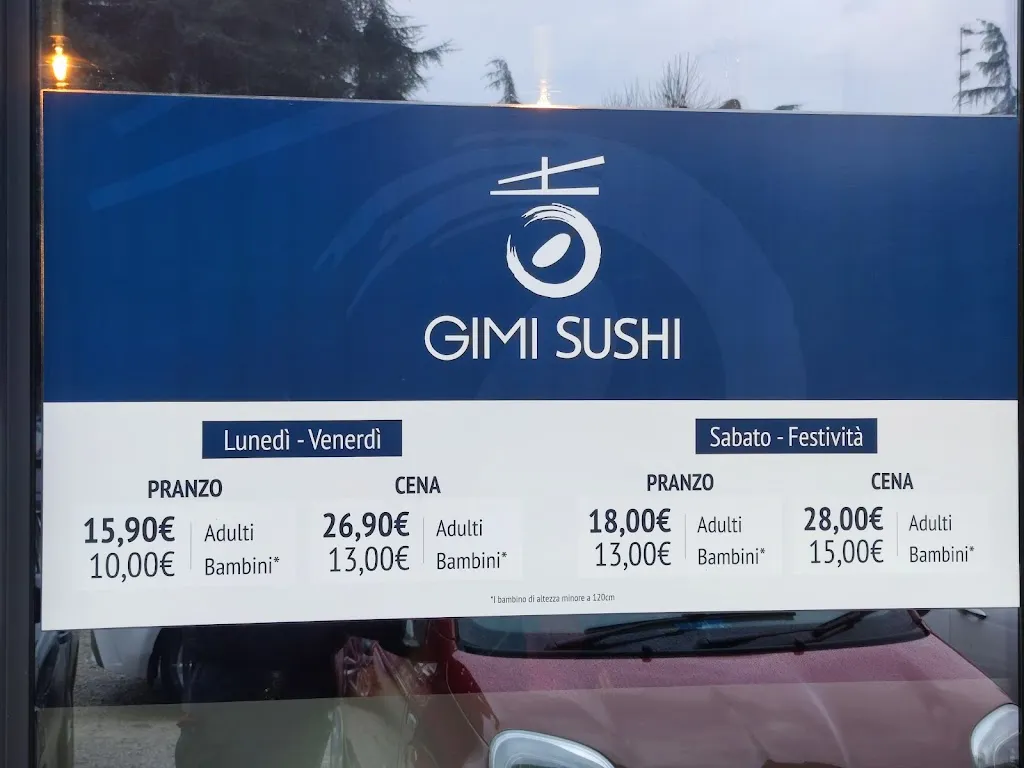 GIMI SUSHI
Lunedì - Venerdì
PRANZO
15,90€ Adulti
10,00€ Bambini*
CENA
26,90€ Adulti
13,00€ Bambini*
Sabato - Festività
PRANZO
18,00€ Adulti
13,00€ Bambini*
CENA
28,00€ Adulti
15,00€ Bambini*
*I bambino di altezza minore a 120cm